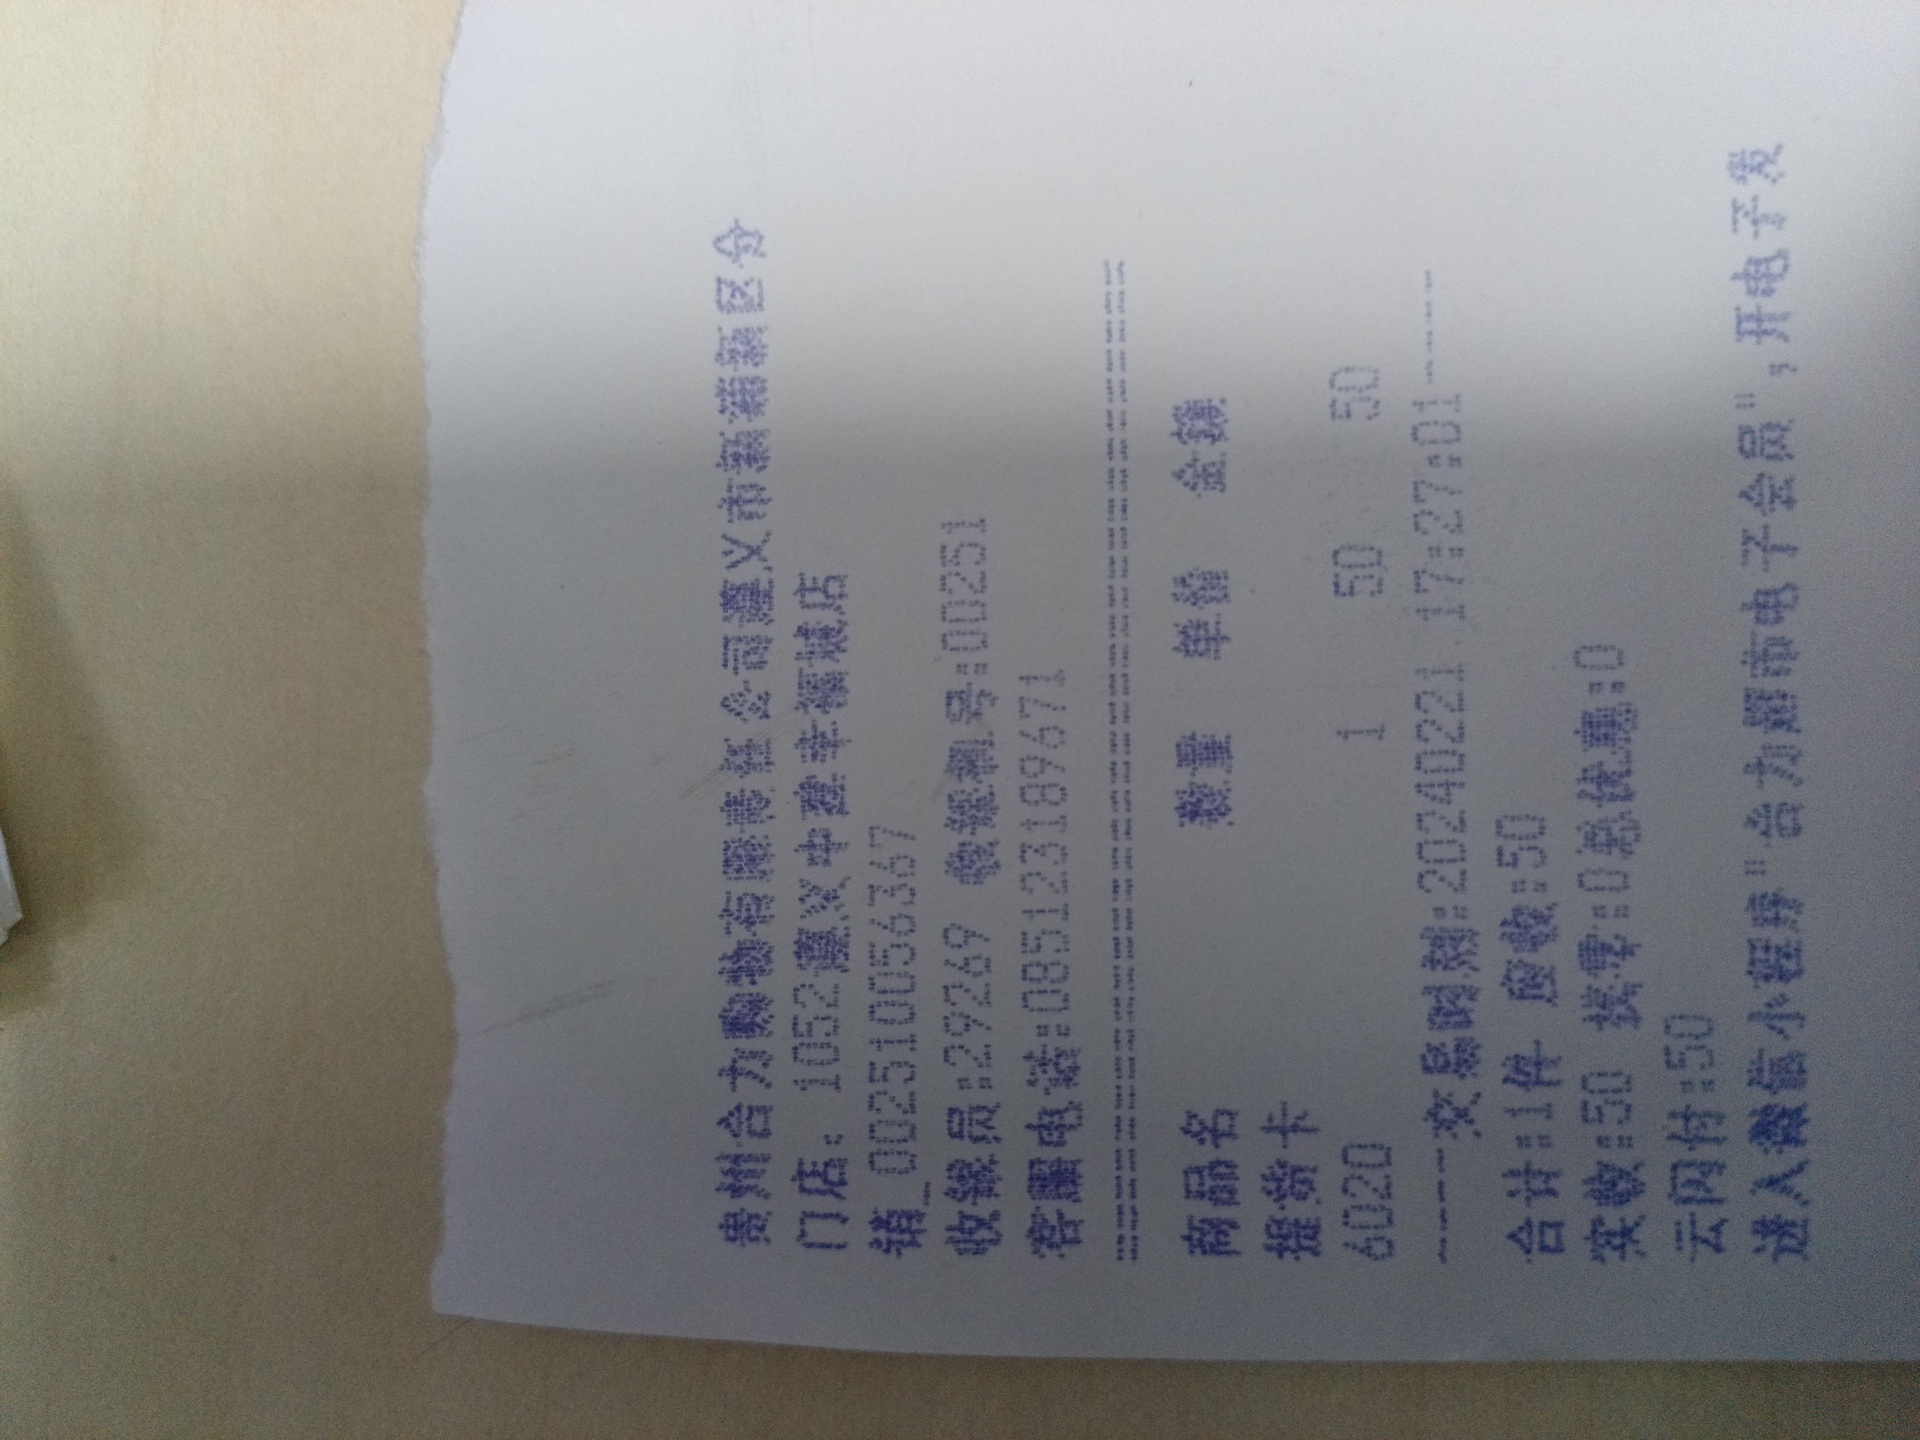 贵州合力购物有限责任公司遵义市新蒲新区分
门店: 1052遵义中建幸福城店
销_002510056367
收银员:29269 收银机号:00251
客服电话:085123189671
========================================
商品名 数量 单价 金额
提货卡
6020 1 50 50
----交易时刻:20240221 17:27:01----
合计:1件 应收:50
实收:50 找零:0总优惠:0
云闪付:50
进入微信小程序"合力超市电子会员",开电子发